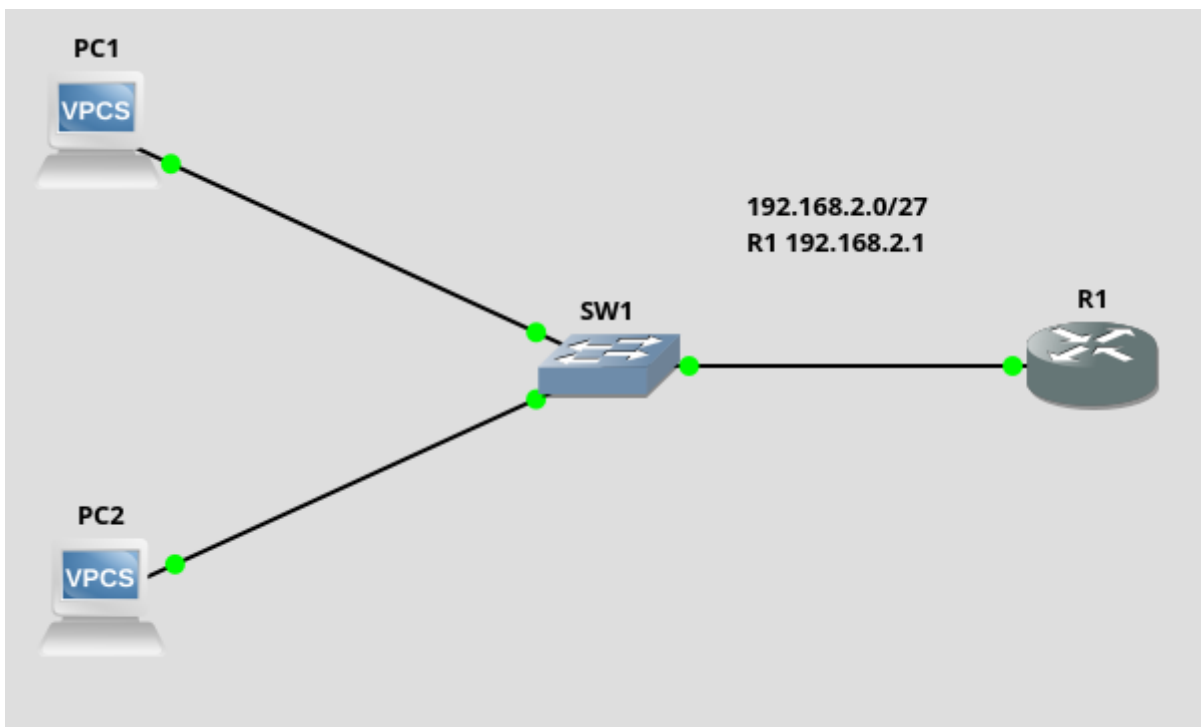 PC1
VPCS
192.168.2.0/27
R1 192.168.2.1
SW1
R1
PC2
VPCS